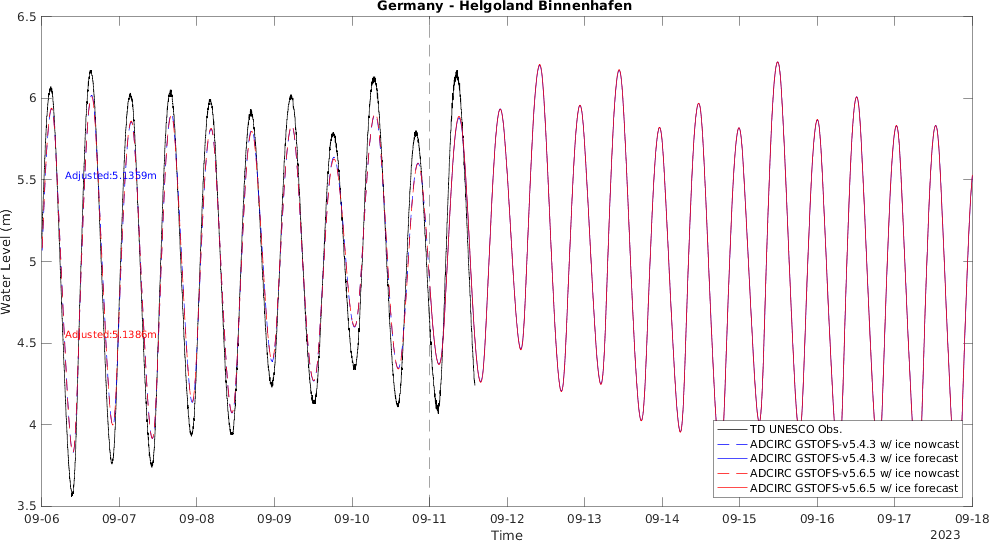 Germany - Helgoland Binnenhafen
6.5
6
5.5
5
4.5
4
3.5
Water Level (m)
Adjusted:5.1359m
Adjusted:5.1386m
TD UNESCO Obs.
ADCIRC GSTOFS-v5.4.3 w/ ice nowcast
ADCIRC GSTOFS-v5.4.3 w/ ice forecast
ADCIRC GSTOFS-v5.6.5 w/ ice nowcast
ADCIRC GSTOFS-v5.6.5 w/ ice forecast
09-06 09-07 09-08 09-09 09-10 09-11 09-12 09-13 09-14 09-15 09-16 09-17 09-18
Time
2023